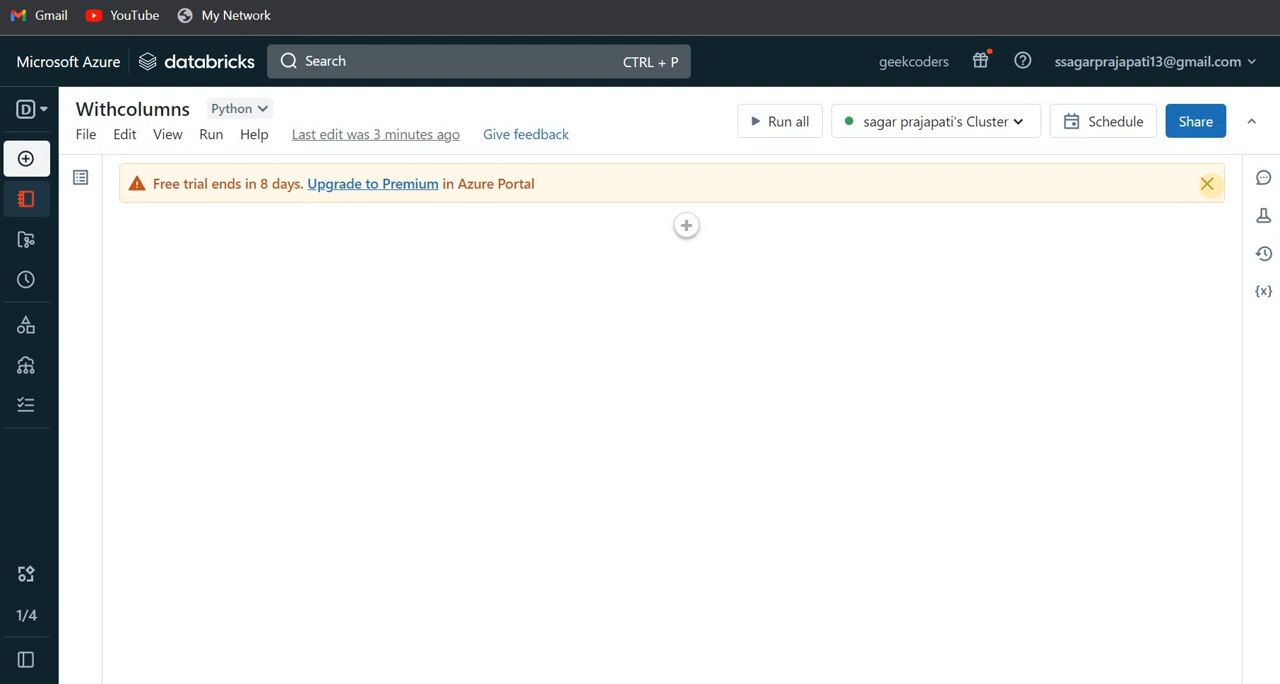 Gmail YouTube My Network
Microsoft Azure databricks Search CTRL + P geekcoders ssagarprajapati13@gmail.com
D Withcolumns Python
File Edit View Run Help Last edit was 3 minutes ago Give feedback Run all sagar prajapati's Cluster Schedule Share
Free trial ends in 8 days. Upgrade to Premium in Azure Portal
{x}
1/4